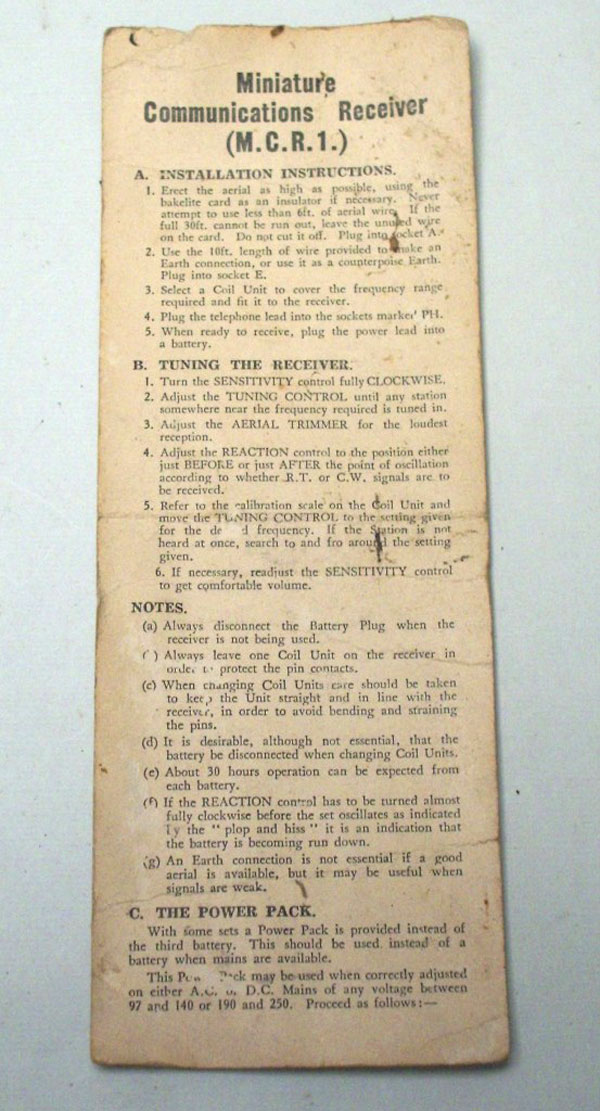 Miniature
Communications Receiver
(M.C.R.1.)
A. INSTALLATION INSTRUCTIONS.
1. Erect the aerial as high as possible, using the
bakelite card as an insulator if necessary. Never
attempt to use less than 6ft. of aerial wire. If the
full 30ft. cannot be run out, leave the unused wire
on the card. Do not cut it off. Plug into socket A.
2. Use the 10ft. length of wire provided to make an
Earth connection, or use it as a counterpoise Earth.
Plug into socket E.
3. Select a Coil Unit to cover the frequency range
required and fit it to the receiver.
4. Plug the telephone lead into the sockets marked PH.
5. When ready to receive, plug the power lead into
a battery.
B. TUNING THE RECEIVER.
1. Turn the SENSITIVITY control fully CLOCKWISE.
2. Adjust the TUNING CONTROL until any station
somewhere near the frequency required is tuned in.
3. Adjust the AERIAL TRIMMER for the loudest
reception.
4. Adjust the REACTION control to the position either
just BEFORE or just AFTER the point of oscillation
according to whether R.T. or C.W. signals are to
be received.
5. Refer to the calibration scale on the Coil Unit and
move the TUNING CONTROL to the setting given
for the frequency. If the Station is not
heard at once, search to and fro around the setting
given.
6. If necessary, readjust the SENSITIVITY control
to get comfortable volume.
NOTES.
(a) Always disconnect the Battery Plug when the
receiver is not being used.
( ) Always leave one Coil Unit on the receiver in
order to protect the pin contacts.
(c) When changing Coil Units care should be taken
to keep the Unit straight and in line with the
receiver, in order to avoid bending and straining
the pins.
(d) It is desirable, although not essential, that the
battery be disconnected when changing Coil Units.
(e) About 30 hours operation can be expected from
each battery.
(f) If the REACTION control has to be turned almost
fully clockwise before the set oscillates as indicated
by the "plop and hiss" it is an indication that
the battery is becoming run down.
(g) An Earth connection is not essential if a good
aerial is available, but it may be useful when
signals are weak.
C. THE POWER PACK.
With some sets a Power Pack is provided instead of
the third battery. This should be used instead of a
battery when mains are available.
This Pack may be used when correctly adjusted
on either A.C. D.C. Mains of any voltage between
97 and 140 or 190 and 250. Proceed as follows:—